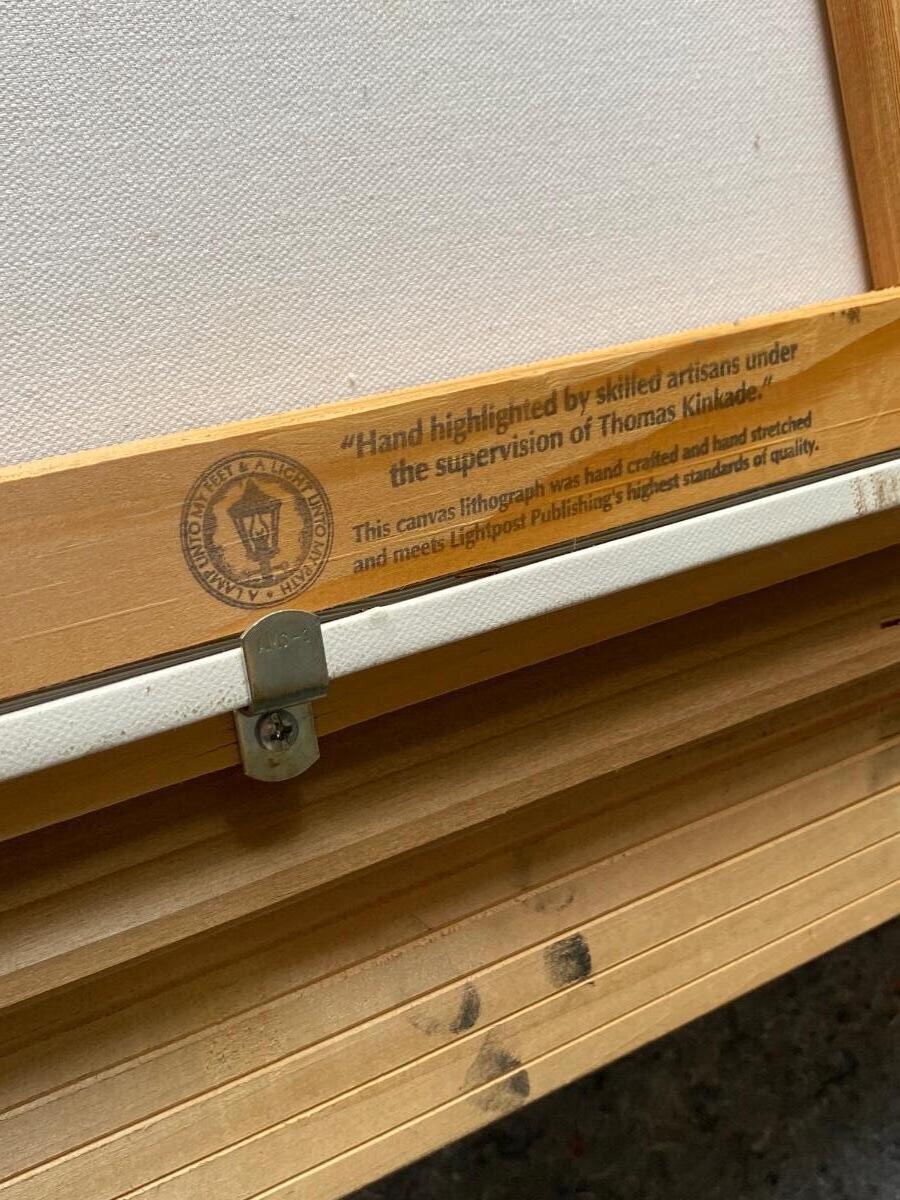 "Hand highlighted by skilled artisans under
the supervision of Thomas Kinkade."
This canvas lithograph was hand crafted and hand stretched
and meets Lightpost Publishing's highest standards of quality.
A LAMP UNTO MY FEET & A LIGHT UNTO MY PATH •